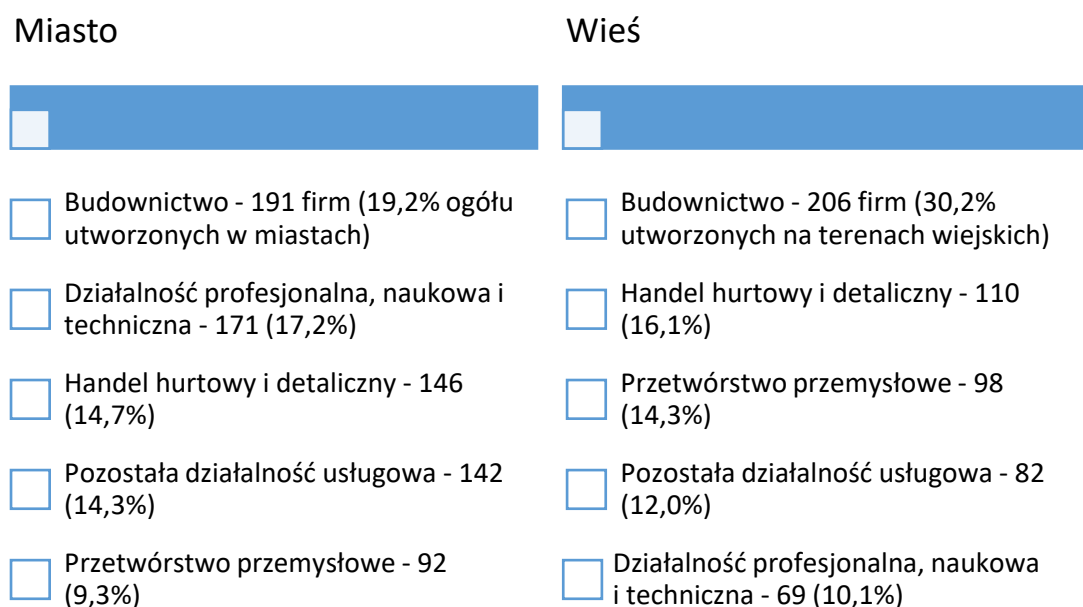 Miasto
Budownictwo - 191 firm (19,2% ogółu
utworzonych w miastach)
Działalność profesjonalna, naukowa i
techniczna - 171 (17,2%)
Handel hurtowy i detaliczny - 146
(14,7%)
Pozostała działalność usługowa - 142
(14,3%)
Przetwórstwo przemysłowe - 92
(9,3%)
Wieś
Budownictwo - 206 firm (30,2%
utworzonych na terenach wiejskich)
Handel hurtowy i detaliczny - 110
(16,1%)
Przetwórstwo przemysłowe - 98
(14,3%)
Pozostała działalność usługowa - 82
(12,0%)
Działalność profesjonalna, naukowa
i techniczna - 69 (10,1%)